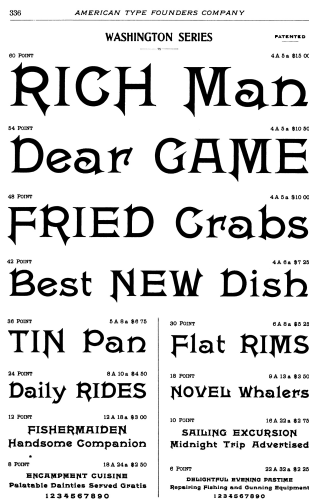 336 AMERICAN TYPE FOUNDERS COMPANY
WASHINGTON SERIES PATENTED
60 POINT 4 A 5 a $15 00
RICH Man
54 POINT 4 A 5 a $10 50
Dear GAME
48 POINT 4 A 5 a $10 00
FRIED Crabs
42 POINT 4 A 6 a $7 25
Best NEW Dish
36 POINT 5 A 8 a $6 75
TIN Pan
24 POINT 8 A 10 a $4 50
Daily RIDES
12 POINT 12 A 18 a $3 00
FISHERMAIDEN
Handsome Companion
8 POINT 18 A 24 a $2 50
ENCAMPMENT CUISINE
Palatable Dainties Served Gratis
1234567890
30 POINT 6 A 8 a $5 25
Flat RIMS
18 POINT 9 A 12 a $3 50
NOVEL Whalers
10 POINT 16 A 22 a $2 75
SAILING EXCURSION
Midnight Trip Advertised
6 POINT 22 A 32 a $2 25
DELIGHTFUL EVENING PASTIME
Repairing Fishing and Gunning Equipment
1234567890